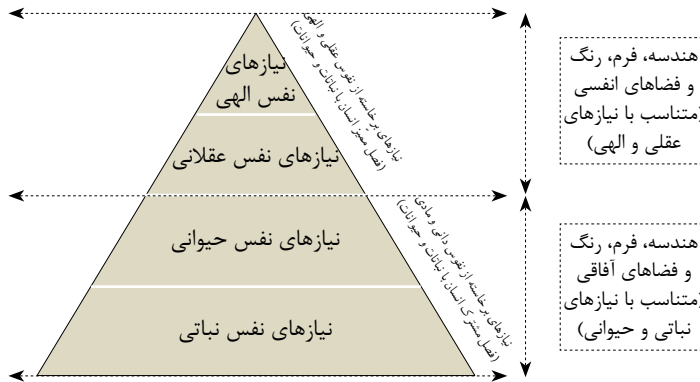 نیازهای
نفس الهی
نیازهای نفس عقلانی
نیازهای نفس حیوانی
نیازهای نفس نباتی
نیازهای برخاسته از نفوس عقلی و الهی
(فصل ممیز انسان با نباتات و حیوانات)
نیازهای برخاسته از نفوس دانی و مادی
(فصل مشترک انسان با نباتات و حیوانات)
هندسه، فرم، رنگ
و فضاهای انفسی
(متناسب با نیازهای
عقلی و الهی)
هندسه، فرم، رنگ
و فضاهای آفاقی
(متناسب با نیازهای
نباتی و حیوانی)